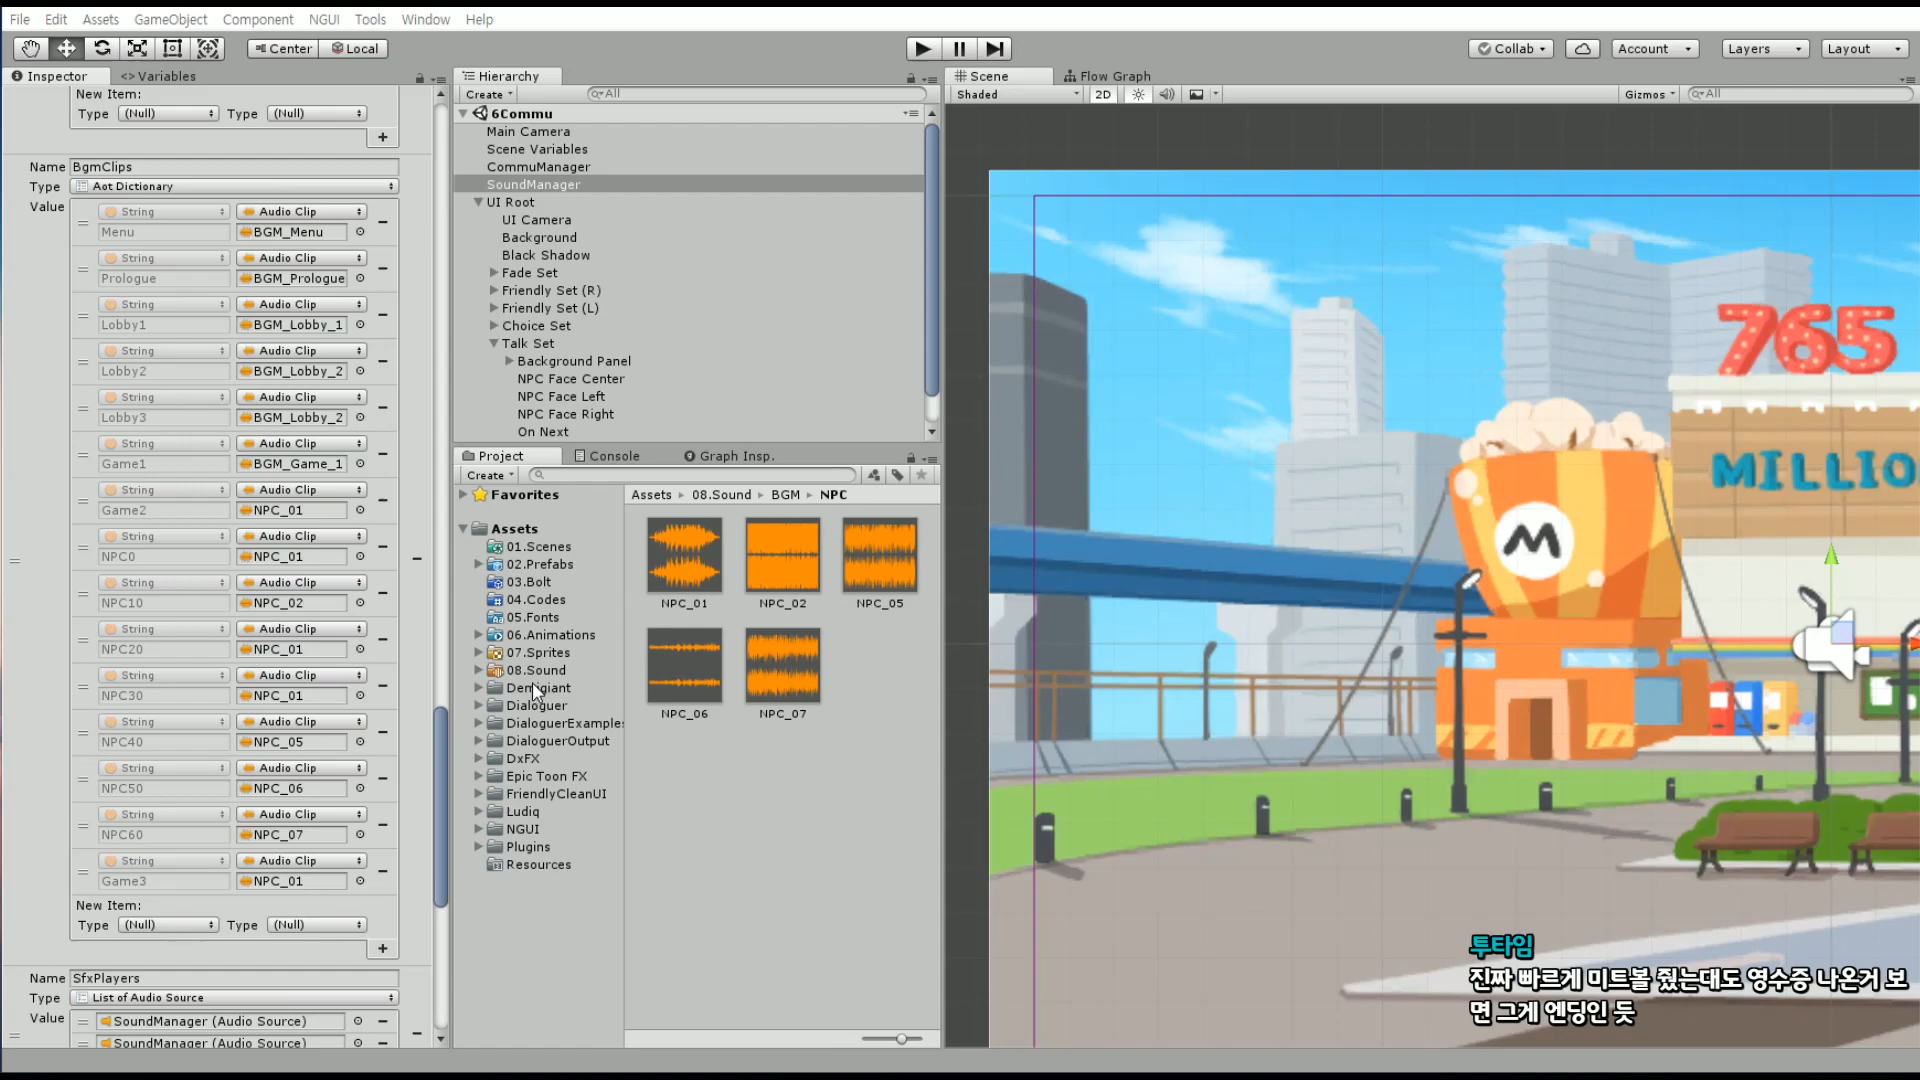 File Edit Assets GameObject Component NGUI Tools Window Help
Center Local
Collab Account Layers Layout
Inspector <> Variables
New Item:
Type (Null) Type (Null)
+
Name BgmClips
Type Aot Dictionary
Value
String Audio Clip
Menu BGM_Menu
String Audio Clip
Prologue BGM_Prologue
String Audio Clip
Lobby1 BGM_Lobby_1
String Audio Clip
Lobby2 BGM_Lobby_2
String Audio Clip
Lobby3 BGM_Lobby_2
String Audio Clip
Game1 BGM_Game_1
String Audio Clip
Game2 NPC_01
String Audio Clip
NPC0 NPC_01
String Audio Clip
NPC10 NPC_02
String Audio Clip
NPC20 NPC_01
String Audio Clip
NPC30 NPC_01
String Audio Clip
NPC40 NPC_05
String Audio Clip
NPC50 NPC_06
String Audio Clip
NPC60 NPC_07
String Audio Clip
Game3 NPC_01
New Item:
Type (Null) Type (Null)
+
Name SfxPlayers
Type List of Audio Source
Value SoundManager (Audio Source)
SoundManager (Audio Source)
Hierarchy
Create All
6Commu
Main Camera
Scene Variables
CommuManager
SoundManager
UI Root
UI Camera
Background
Black Shadow
Fade Set
Friendly Set (R)
Friendly Set (L)
Choice Set
Talk Set
Background Panel
NPC Face Center
NPC Face Left
NPC Face Right
On Next
Project Console Graph Insp.
Create
Favorites
Assets
01.Scenes
02.Prefabs
03.Bolt
04.Codes
05.Fonts
06.Animations
07.Sprites
08.Sound
Demigiant
Dialoguer
DialoguerExamples
DialoguerOutput
DxFX
Epic Toon FX
FriendlyCleanUI
Ludiq
NGUI
Plugins
Resources
Assets 08.Sound BGM NPC
NPC_01 NPC_02 NPC_05
NPC_06 NPC_07
Scene Flow Graph
Shaded 2D Gizmos All
765
MILLIO
M
투타임
진짜 빠르게 미트볼 줬는대도 영수증 나온거 보
면 그게 엔딩인 듯